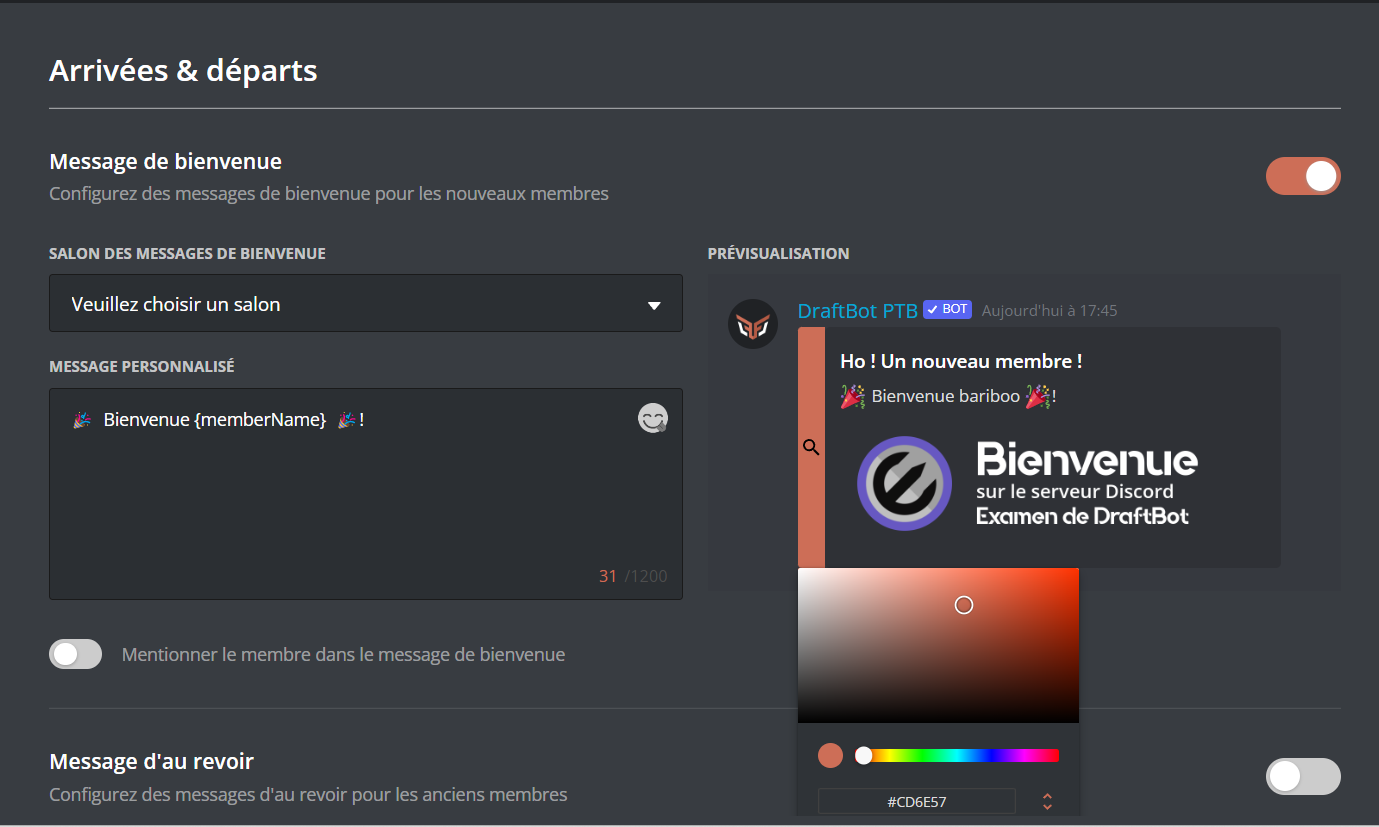 Arrivées & départs
Message de bienvenue
Configurez des messages de bienvenue pour les nouveaux membres
SALON DES MESSAGES DE BIENVENUE
Veuillez choisir un salon
MESSAGE PERSONNALISÉ
🎉 Bienvenue {memberName} 🎉 !
31 /1200
Mentionner le membre dans le message de bienvenue
PRÉVISUALISATION
DraftBot PTB ✓ BOT Aujourd'hui à 17:45
Ho ! Un nouveau membre !
🎉 Bienvenue bariboo 🎉!
Bienvenue
sur le serveur Discord
Examen de DraftBot
#CD6E57
Message d'au revoir
Configurez des messages d'au revoir pour les anciens membres